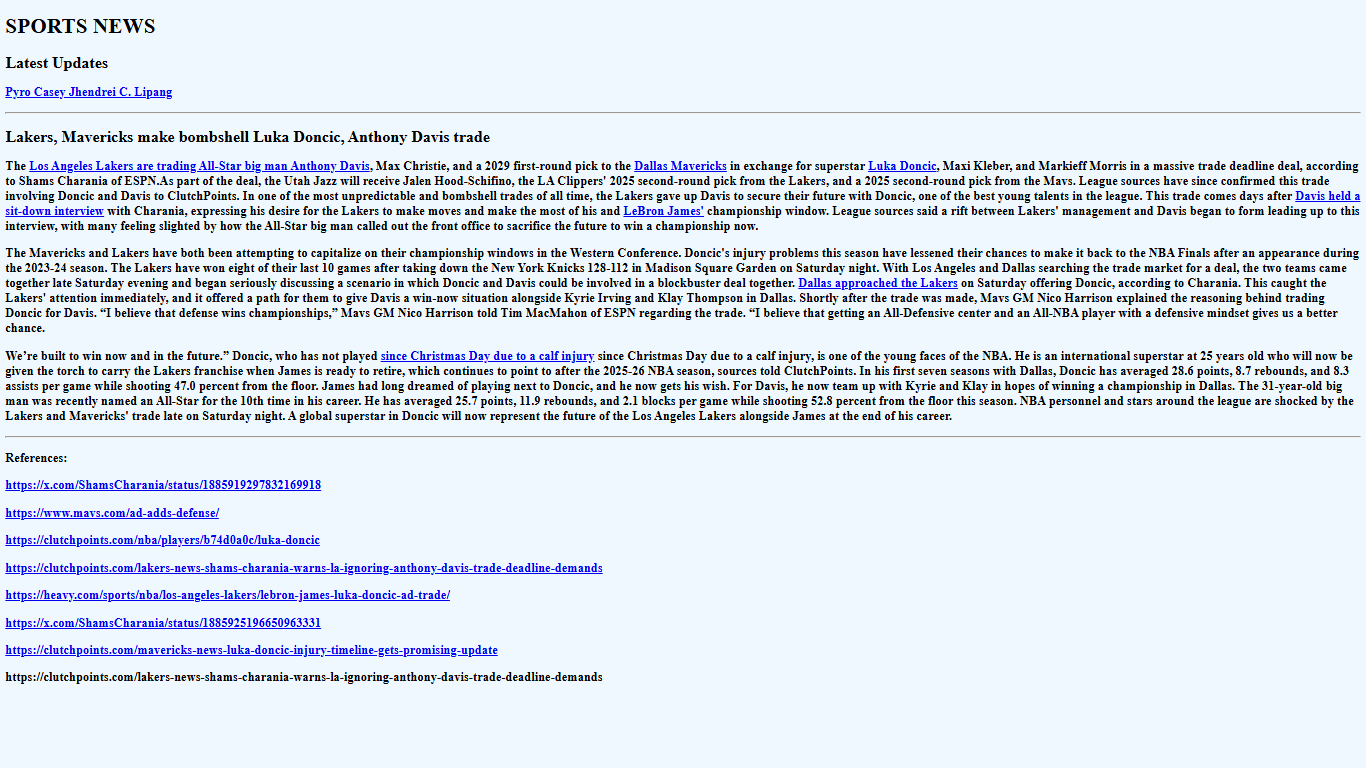 SPORTS NEWS
Latest Updates
Pyro Casey Jhendrei C. Lipang
Lakers, Mavericks make bombshell Luka Doncic, Anthony Davis trade
The Los Angeles Lakers are trading All-Star big man Anthony Davis, Max Christie, and a 2029 first-round pick to the Dallas Mavericks in exchange for superstar Luka Doncic, Maxi Kleber, and Markieff Morris in a massive trade deadline deal, according
to Shams Charania of ESPN.As part of the deal, the Utah Jazz will receive Jalen Hood-Schifino, the LA Clippers' 2025 second-round pick from the Lakers, and a 2025 second-round pick from the Mavs. League sources have since confirmed this trade
involving Doncic and Davis to ClutchPoints. In one of the most unpredictable and bombshell trades of all time, the Lakers gave up Davis to secure their future with Doncic, one of the best young talents in the league. This trade comes days after Davis held a
sit-down interview with Charania, expressing his desire for the Lakers to make moves and make the most of his and LeBron James' championship window. League sources said a rift between Lakers' management and Davis began to form leading up to this
interview, with many feeling slighted by how the All-Star big man called out the front office to sacrifice the future to win a championship now.
The Mavericks and Lakers have both been attempting to capitalize on their championship windows in the Western Conference. Doncic's injury problems this season have lessened their chances to make it back to the NBA Finals after an appearance during
the 2023-24 season. The Lakers have won eight of their last 10 games after taking down the New York Knicks 128-112 in Madison Square Garden on Saturday night. With Los Angeles and Dallas searching the trade market for a deal, the two teams came
together late Saturday evening and began seriously discussing a scenario in which Doncic and Davis could be involved in a blockbuster deal together. Dallas approached the Lakers on Saturday offering Doncic, according to Charania. This caught the
Lakers' attention immediately, and it offered a path for them to give Davis a win-now situation alongside Kyrie Irving and Klay Thompson in Dallas. Shortly after the trade was made, Mavs GM Nico Harrison explained the reasoning behind trading
Doncic for Davis. “I believe that defense wins championships,” Mavs GM Nico Harrison told Tim MacMahon of ESPN regarding the trade. “I believe that getting an All-Defensive center and an All-NBA player with a defensive mindset gives us a better
chance.
We’re built to win now and in the future.” Doncic, who has not played since Christmas Day due to a calf injury since Christmas Day due to a calf injury, is one of the young faces of the NBA. He is an international superstar at 25 years old who will now be
given the torch to carry the Lakers franchise when James is ready to retire, which continues to point to after the 2025-26 NBA season, sources told ClutchPoints. In his first seven seasons with Dallas, Doncic has averaged 28.6 points, 8.7 rebounds, and 8.3
assists per game while shooting 47.0 percent from the floor. James had long dreamed of playing next to Doncic, and he now gets his wish. For Davis, he now team up with Kyrie and Klay in hopes of winning a championship in Dallas. The 31-year-old big
man was recently named an All-Star for the 10th time in his career. He has averaged 25.7 points, 11.9 rebounds, and 2.1 blocks per game while shooting 52.8 percent from the floor this season. NBA personnel and stars around the league are shocked by the
Lakers and Mavericks' trade late on Saturday night. A global superstar in Doncic will now represent the future of the Los Angeles Lakers alongside James at the end of his career.
References:
https://x.com/ShamsCharania/status/1885919297832169918
https://www.mavs.com/ad-adds-defense/
https://clutchpoints.com/nba/players/b74d0a0c/luka-doncic
https://clutchpoints.com/lakers-news-shams-charania-warns-la-ignoring-anthony-davis-trade-deadline-demands
https://heavy.com/sports/nba/los-angeles-lakers/lebron-james-luka-doncic-ad-trade/
https://x.com/ShamsCharania/status/1885925196650963331
https://clutchpoints.com/mavericks-news-luka-doncic-injury-timeline-gets-promising-update
https://clutchpoints.com/lakers-news-shams-charania-warns-la-ignoring-anthony-davis-trade-deadline-demands